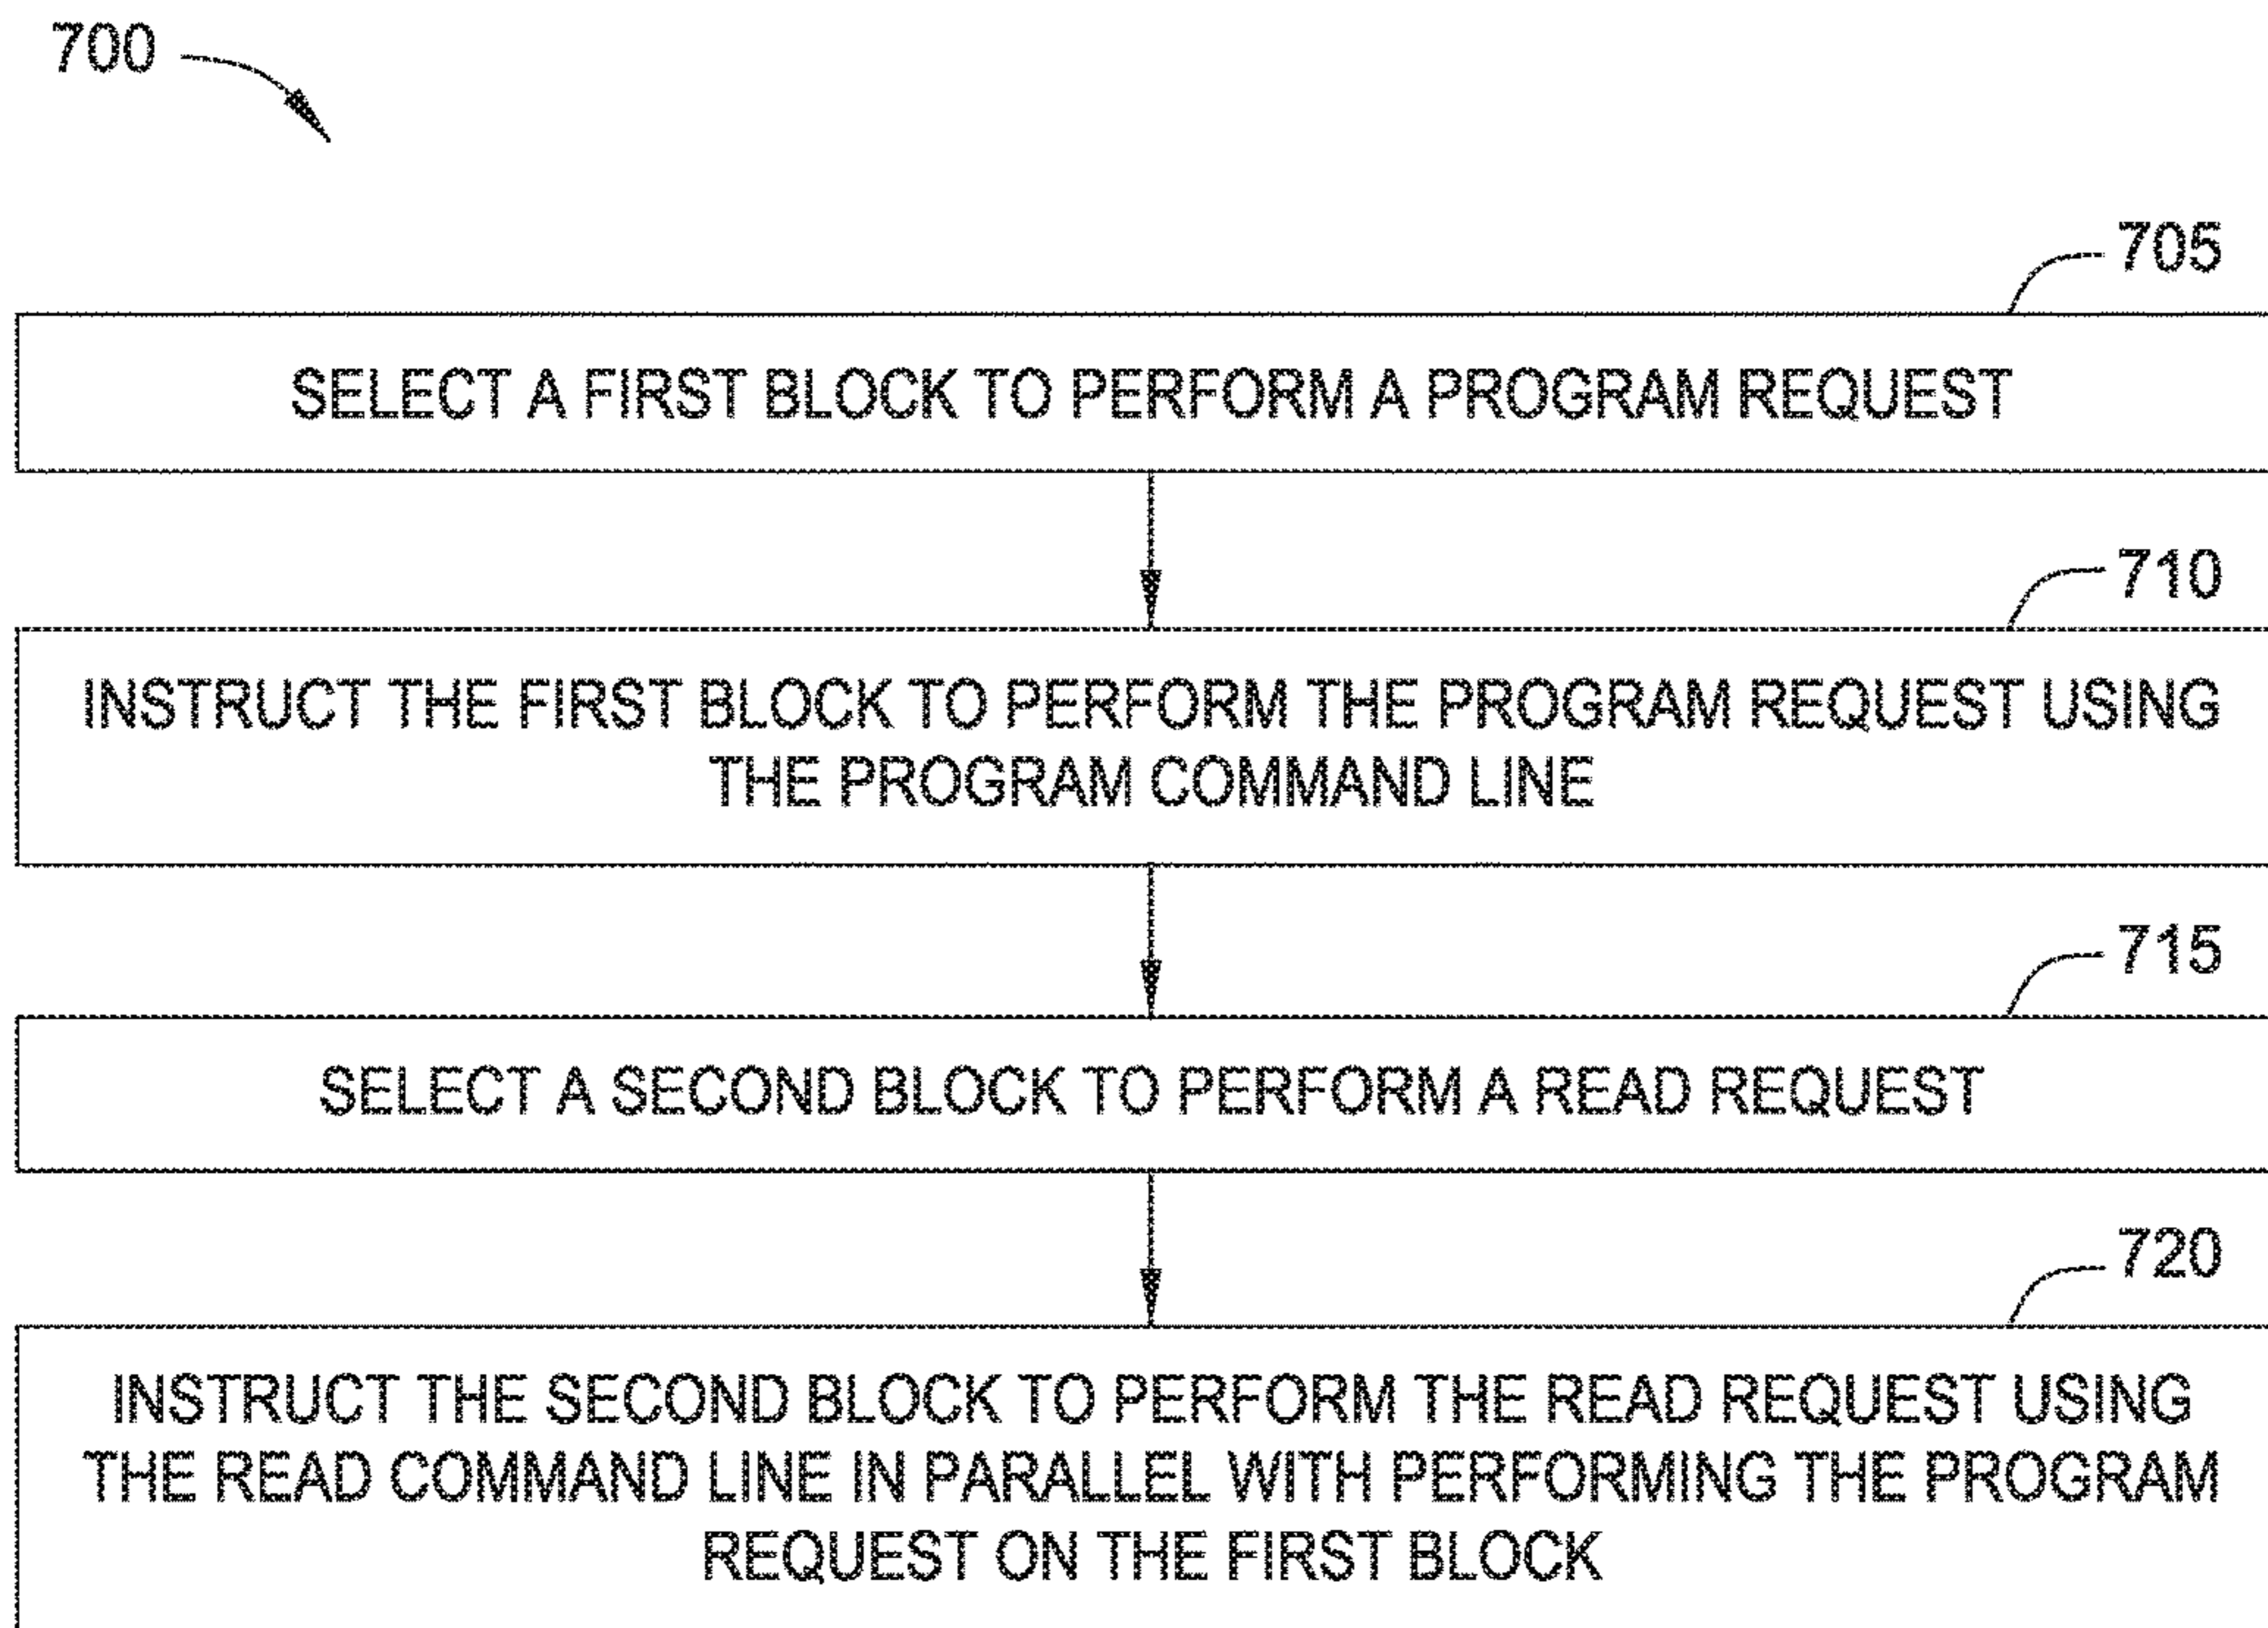 700
705
SELECT A FIRST BLOCK TO PERFORM A PROGRAM REQUEST
710
INSTRUCT THE FIRST BLOCK TO PERFORM THE PROGRAM REQUEST USING
THE PROGRAM COMMAND LINE
715
SELECT A SECOND BLOCK TO PERFORM A READ REQUEST
720
INSTRUCT THE SECOND BLOCK TO PERFORM THE READ REQUEST USING
THE READ COMMAND LINE IN PARALLEL WITH PERFORMING THE PROGRAM
REQUEST ON THE FIRST BLOCK